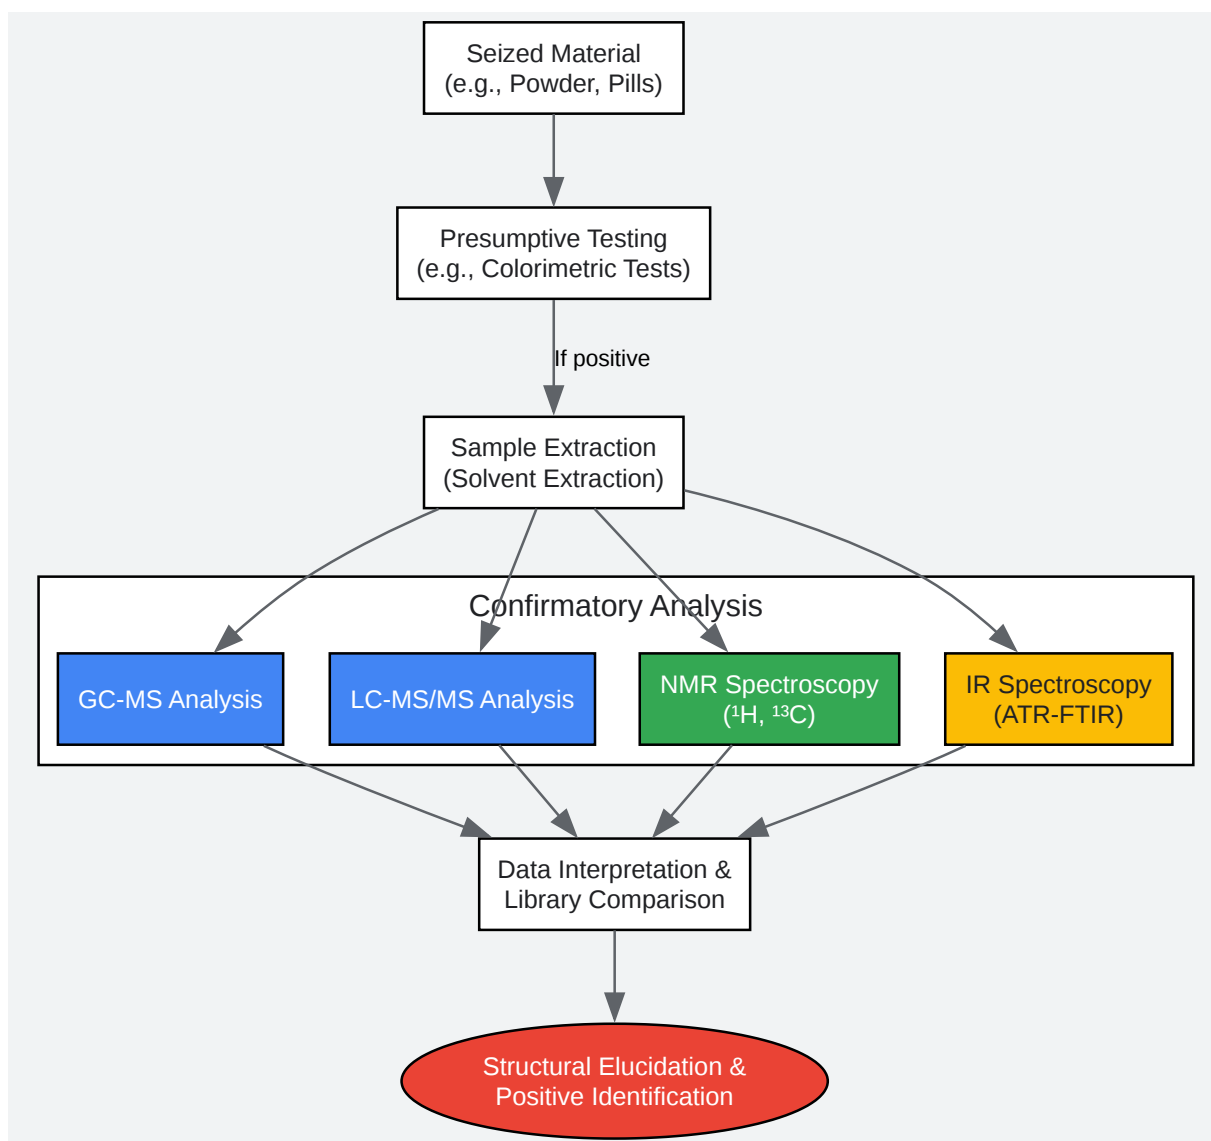 Seized Material
(e.g., Powder, Pills)
Presumptive Testing
(e.g., Colorimetric Tests)
If positive
Sample Extraction
(Solvent Extraction)
Confirmatory Analysis
GC-MS Analysis
LC-MS/MS Analysis
NMR Spectroscopy
(¹H, ¹³C)
IR Spectroscopy
(ATR-FTIR)
Data Interpretation &
Library Comparison
Structural Elucidation &
Positive Identification